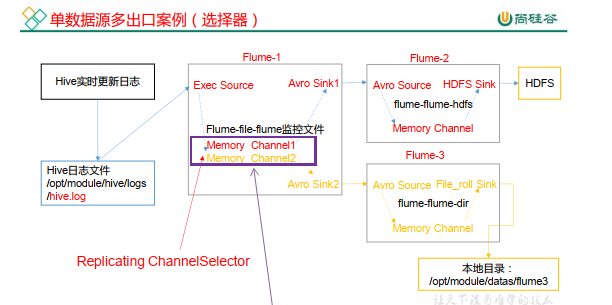 单数据源多出口案例（选择器）
尚硅谷
Flume-1
Flume-2
Hive实时更新日志
Exec Source
Avro Sink1
Avro Source
HDFS Sink
HDFS
flume-flume-hdfs
Flume-file-flume监控文件
Memory Channel1
Memory Channel2
Memory Channel
Flume-3
Hive日志文件
/opt/module/hive/logs
/hive.log
Avro Sink2
Avro Source
File_roll Sink
flume-flume-dir
Memory Channel
Replicating ChannelSelector
本地目录：
/opt/module/datas/flume3
让天下没有难学的技术